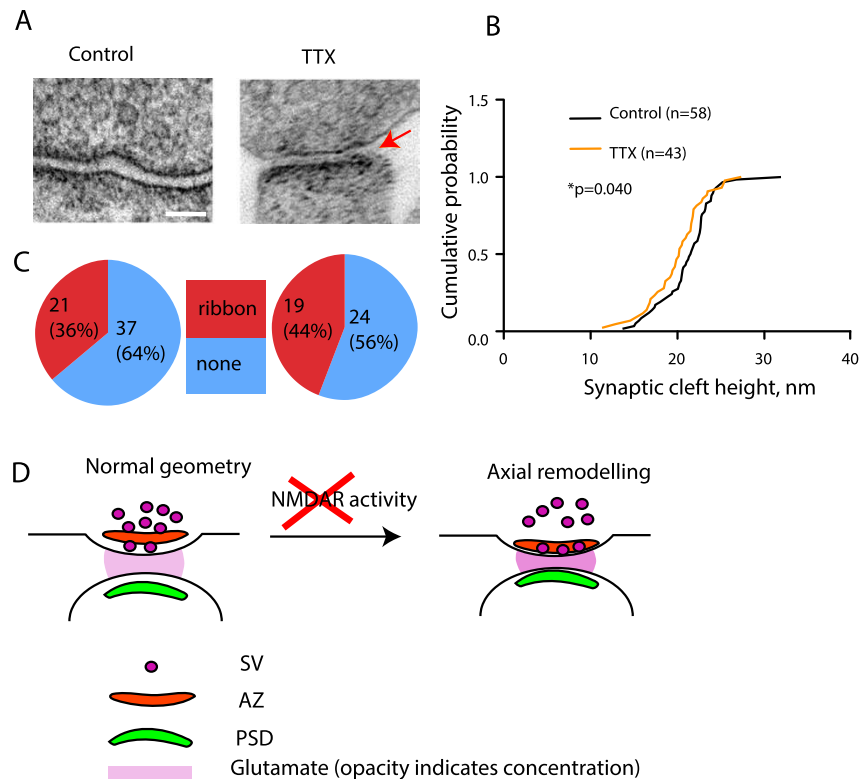 A
Control
TTX
B
Cumulative probability
1.5
1.0
0.5
0.0
Control (n=58)
TTX (n=43)
*p=0.040
0
10
20
30
40
Synaptic cleft height, nm
C
21
(36%)
37
(64%)
ribbon
none
19
(44%)
24
(56%)
D
Normal geometry
NMDAR activity
Axial remodelling
SV
AZ
PSD
Glutamate (opacity indicates concentration)